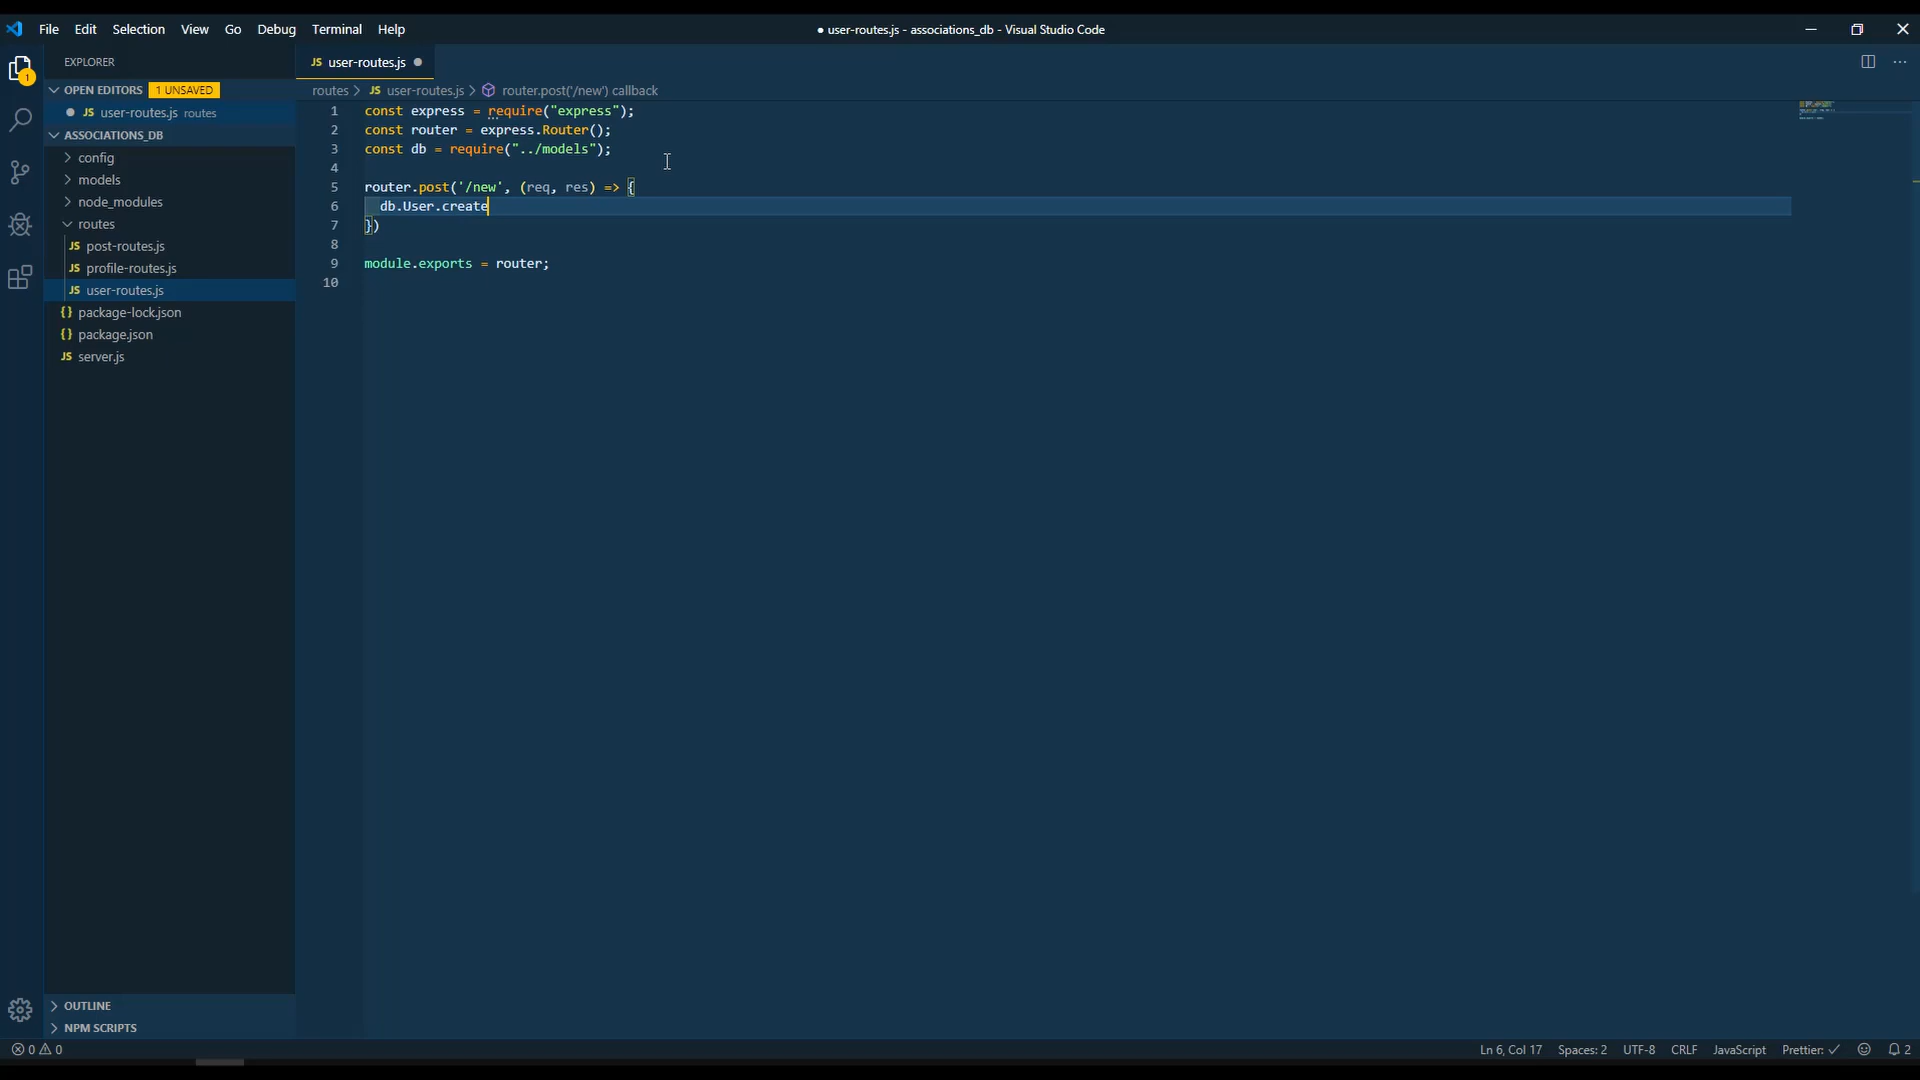 File Edit Selection View Go Debug Terminal Help
● user-routes.js - associations_db - Visual Studio Code
EXPLORER
OPEN EDITORS 1 UNSAVED
JS user-routes.js routes
ASSOCIATIONS_DB
config
models
node_modules
routes
JS post-routes.js
JS profile-routes.js
JS user-routes.js
{} package-lock.json
{} package.json
JS server.js
OUTLINE
NPM SCRIPTS
1
JS user-routes.js ●
routes > JS user-routes.js > router.post('/new') callback
1 const express = require("express");
2 const router = express.Router();
3 const db = require("../models");
4
5 router.post('/new', (req, res) => {
6 db.User.create
7 })
8
9 module.exports = router;
10
0 0
Ln 6, Col 17 Spaces: 2 UTF-8 CRLF JavaScript Prettier: ✓ 2